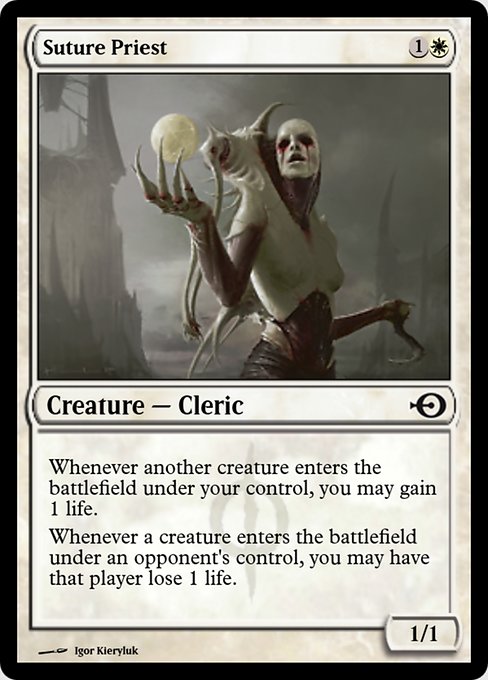 Suture Priest 1
Creature — Cleric
Whenever another creature enters the
battlefield under your control, you may gain
1 life.
Whenever a creature enters the battlefield
under an opponent's control, you may have
that player lose 1 life.
1/1
Igor Kieryluk